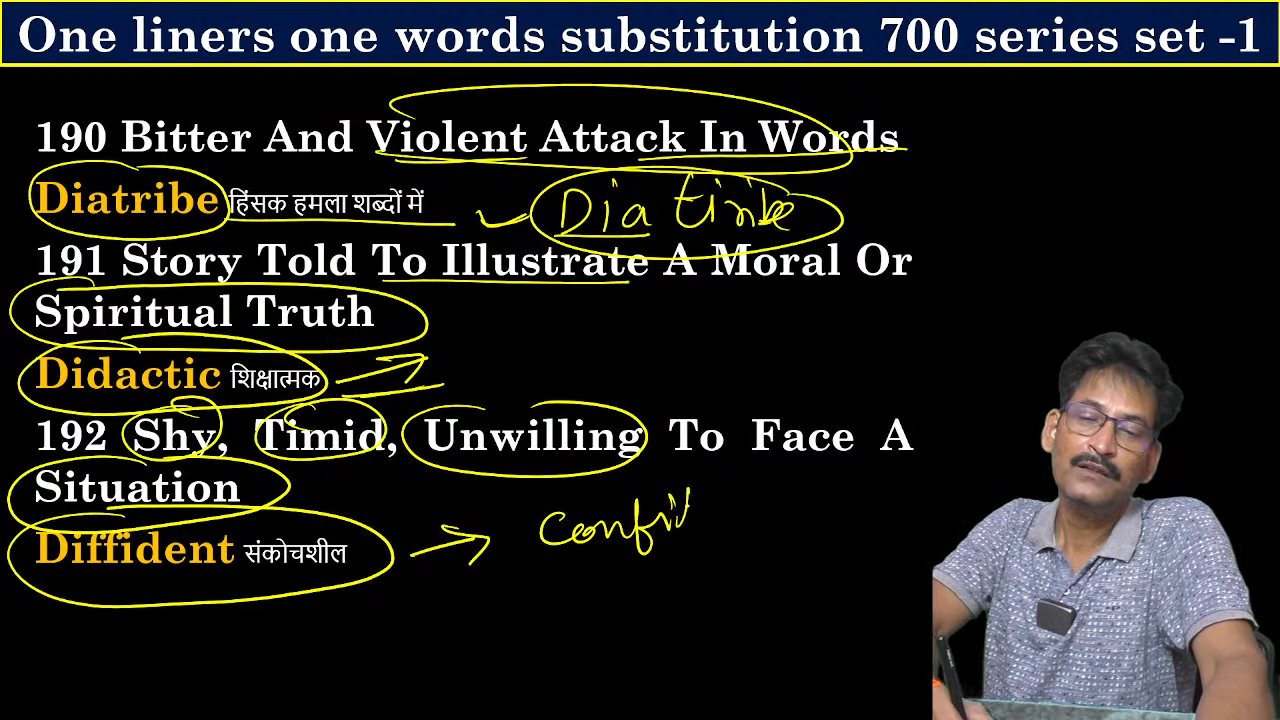 One liners one words substitution 700 series set -1
190 Bitter And Violent Attack In Words
Diatribe हिंसक हमला शब्दों में Dia tribe
191 Story Told To Illustrate A Moral Or
Spiritual Truth
Didactic शिक्षात्मक
192 Shy, Timid, Unwilling To Face A
Situation
Diffident संकोचशील